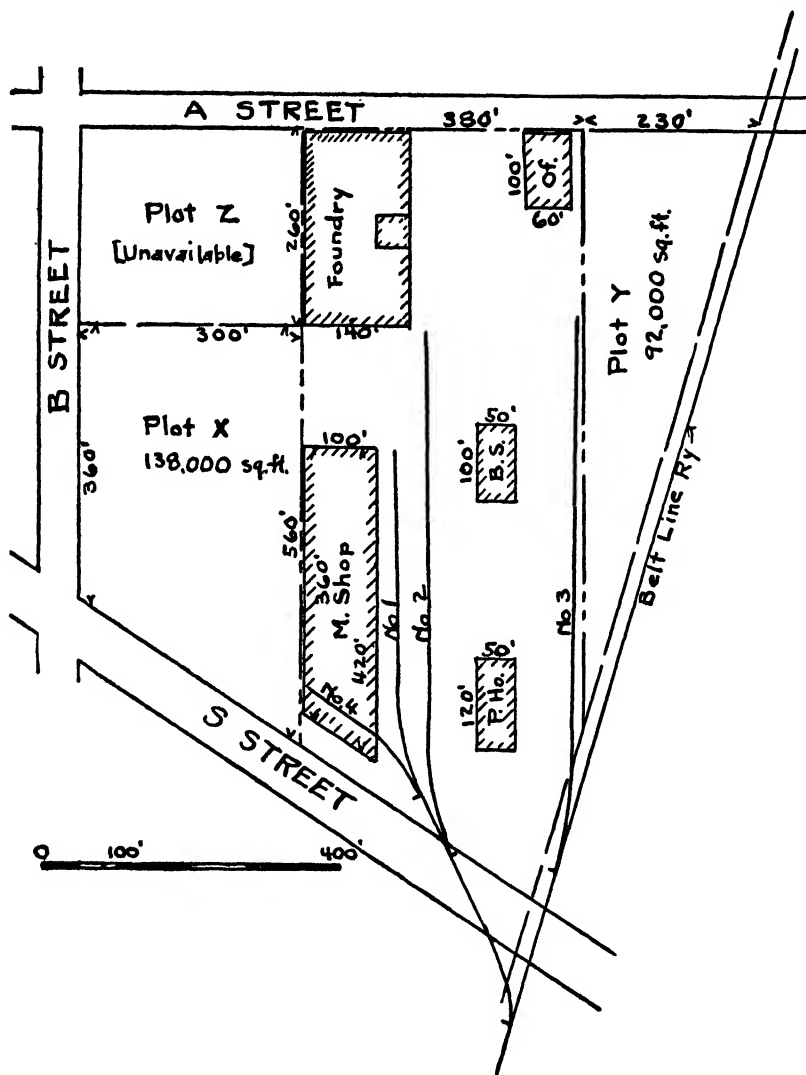 A STREET
380'
230'
B STREET
Plot Z
[Unavailable]
260'
Foundry
100'
Of.
60'
Plot Y
92,000 sq.ft.
300'
140'
Plot X
138,000 sq.ft.
360'
100'
560'
360'
M. Shop
420'
No.4
No 1
No 2
50'
100'
B.S.
50'
120'
P. Ho.
No 3
Belt Line Ry
S STREET
0 100' 400'